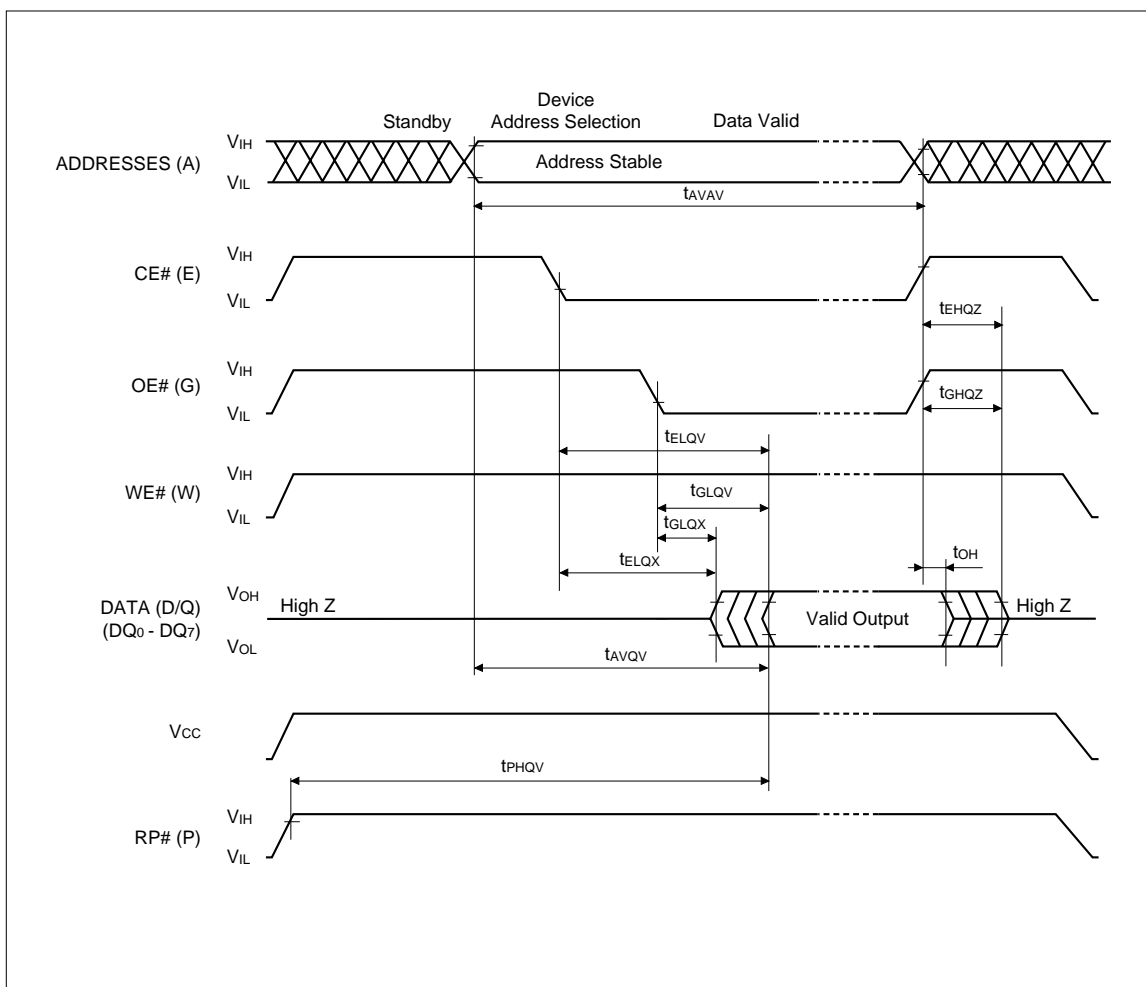 Device
Standby Address Selection Data Valid
VIH
ADDRESSES (A) Address Stable
VIL
tAVAV
VIH
CE# (E)
VIL
tEHQZ
VIH
OE# (G)
tGHQZ
VIL
tELQV
VIH
WE# (W)
tGLQV
VIL
tGLQX
tELQX
tOH
VOH
High Z Valid Output High Z
DATA (D/Q)
(DQ0 - DQ7)
VOL
tAVQV
VCC
tPHQV
VIH
RP# (P)
VIL